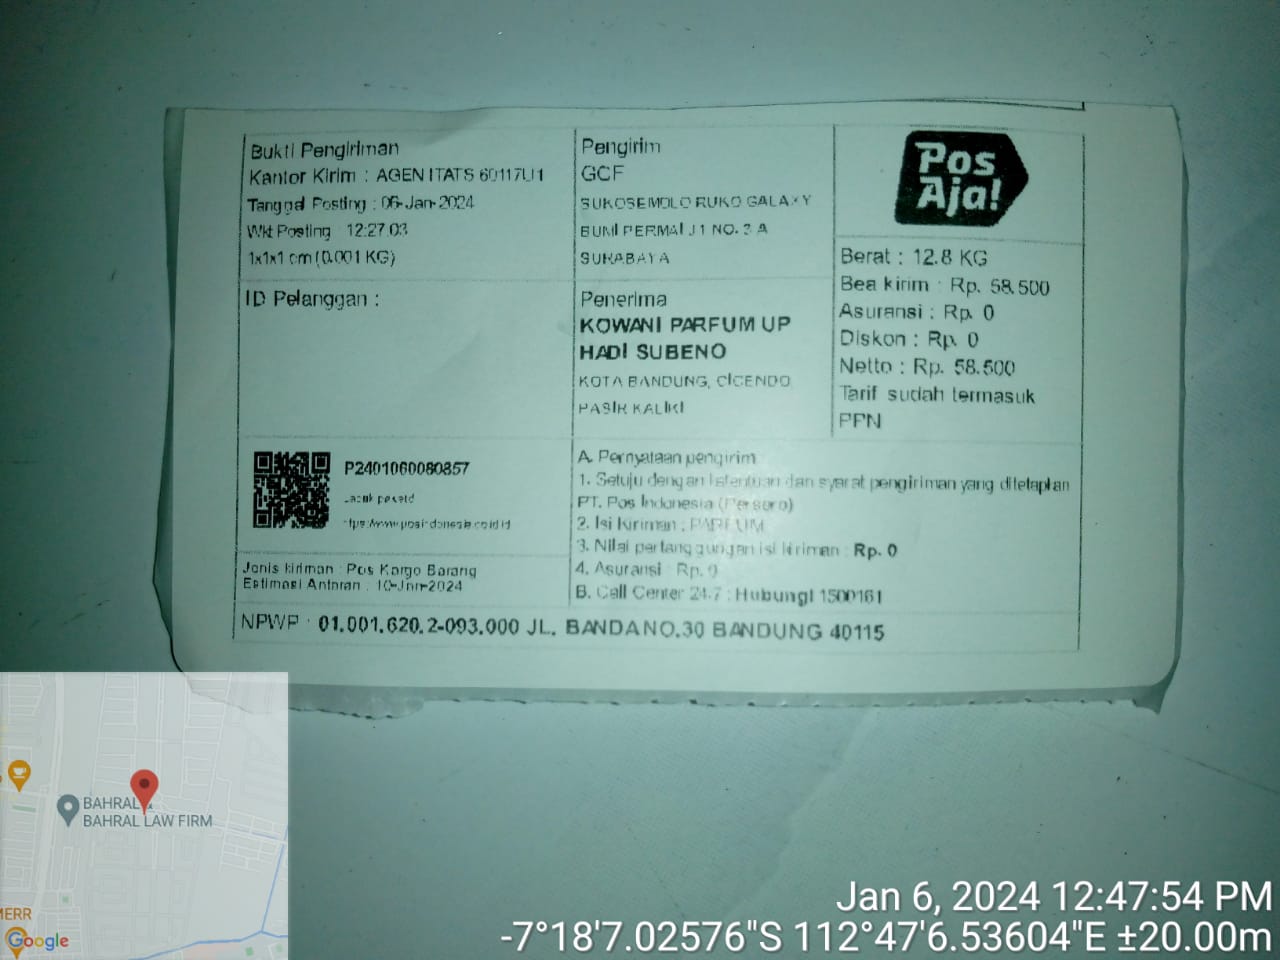 Bukti Pengiriman
Kantor Kirim : AGEN ITATS 60117U1
Tanggal Posting : 06-Jan-2024
Wkt Posting : 12:27:03
1x1x1 cm (0.001 KG)
ID Pelanggan :
Pengirim
GCF
SUKOSEMOLO RUKO GALAXY
BUMI PERMAI J1 NO. 3 A
SURABAYA
Penerima
KOWANI PARFUM UP
HADI SUBENO
KOTA BANDUNG, CICENDO
PASIR KALIKI
Pos
Aja!
Berat : 12.8 KG
Bea kirim : Rp. 58.500
Asuransi : Rp. 0
Diskon : Rp. 0
Netto : Rp. 58.500
Tarif sudah termasuk
PPN
P2401060080857
Lacak paketd
https://www.posindonesia.co.id/id
Jenis kiriman : Pos Kargo Barang
Estimasi Antaran : 10-Jan-2024
A. Pernyataan pengirim
1. Setuju dengan ketentuan dan syarat pengiriman yang ditetapkan
PT. Pos Indonesia (Persero)
2. Isi kiriman : PARFUM
3. Nilai pertanggungan isi kiriman : Rp. 0
4. Asuransi : Rp. 0
B. Call Center 24.7 : Hubungi 1500161
NPWP : 01.001.620.2-093.000 JL. BANDA NO.30 BANDUNG 40115
BAHRAL &
BAHRAL LAW FIRM
MERR
Google
Jan 6, 2024 12:47:54 PM
-7°18'7.02576"S 112°47'6.53604"E ±20.00m